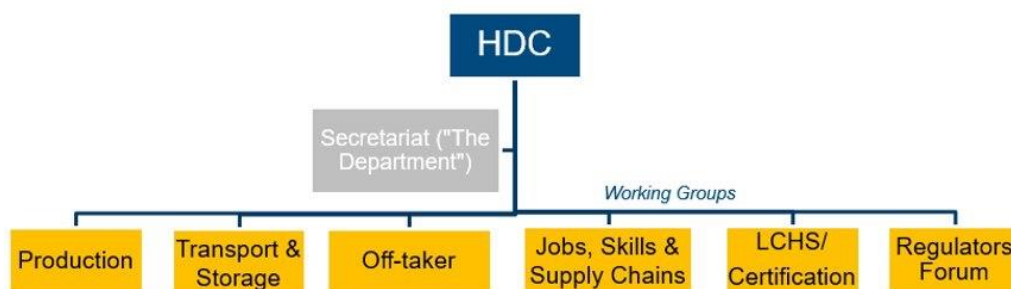 HDC
Secretariat ("The
Department")
Working Groups
Production
Transport &
Storage
Off-taker
Jobs, Skills &
Supply Chains
LCHS/
Certification
Regulators
Forum